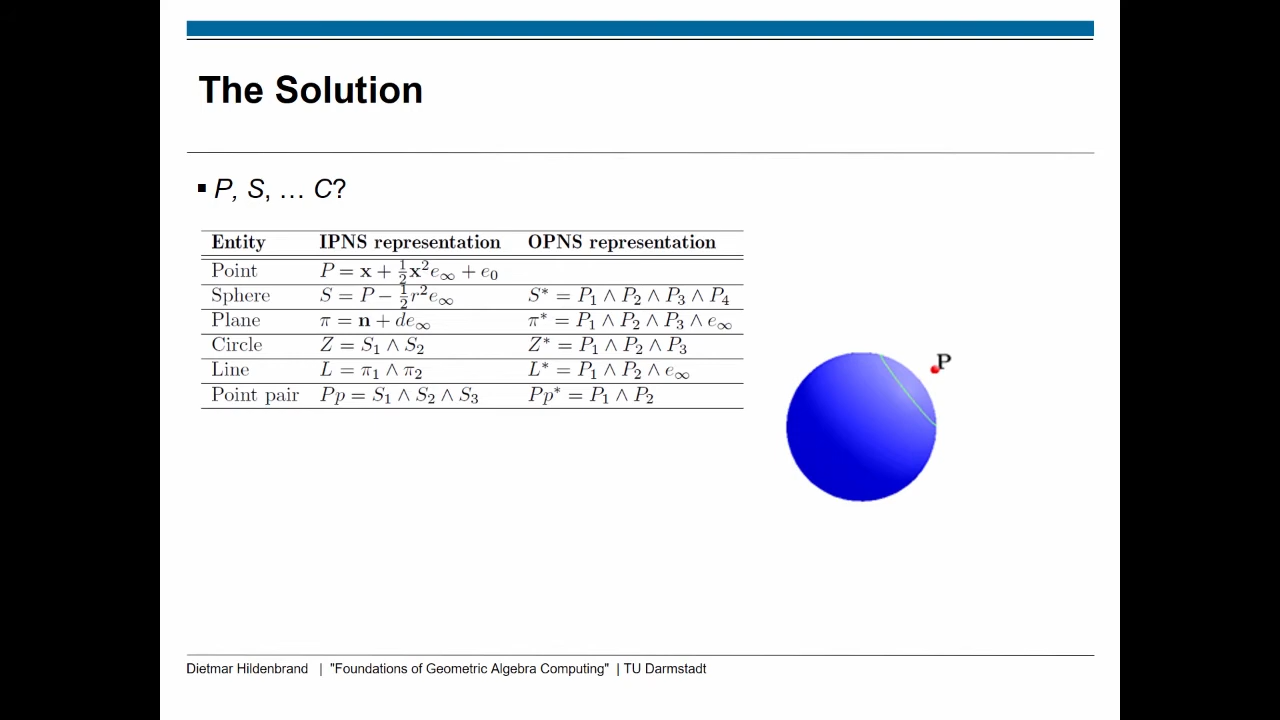 The Solution
▪ P, S, … C?
Entity IPNS representation OPNS representation
Point P = x + ½x²e∞ + e₀
Sphere S = P − ½r²e∞ S* = P₁ ∧ P₂ ∧ P₃ ∧ P₄
Plane π = n + de∞ π* = P₁ ∧ P₂ ∧ P₃ ∧ e∞
Circle Z = S₁ ∧ S₂ Z* = P₁ ∧ P₂ ∧ P₃
Line L = π₁ ∧ π₂ L* = P₁ ∧ P₂ ∧ e∞
Point pair Pp = S₁ ∧ S₂ ∧ S₃ Pp* = P₁ ∧ P₂
P
Dietmar Hildenbrand | "Foundations of Geometric Algebra Computing" | TU Darmstadt